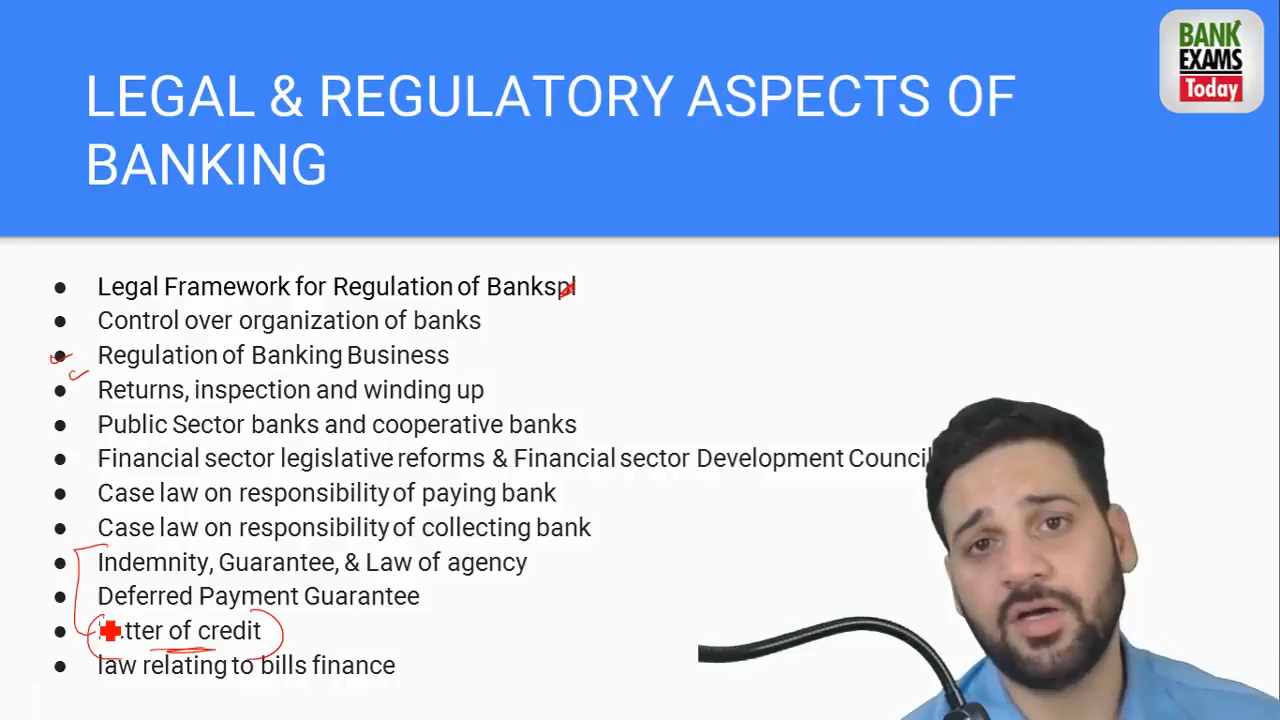 BANK
EXAMS
Today
LEGAL & REGULATORY ASPECTS OF
BANKING
Legal Framework for Regulation of Bankspl
Control over organization of banks
Regulation of Banking Business
Returns, inspection and winding up
Public Sector banks and cooperative banks
Financial sector legislative reforms & Financial sector Development Council
Case law on responsibility of paying bank
Case law on responsibility of collecting bank
Indemnity, Guarantee, & Law of agency
Deferred Payment Guarantee
of credit
law relating to bills finance